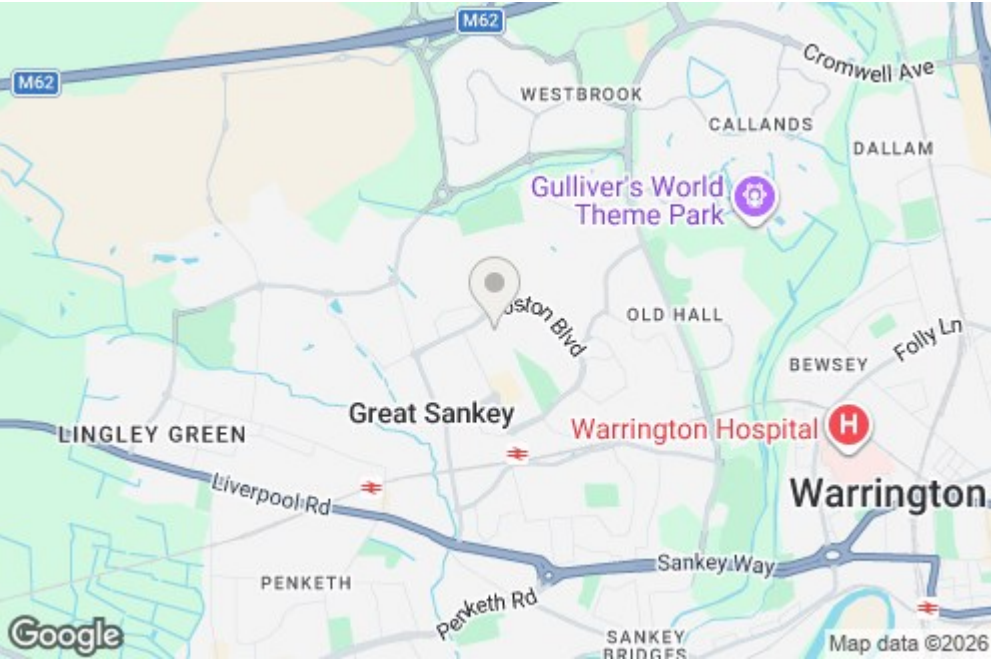 M62
M62
Cromwell Ave
WESTBROOK
CALLANDS
DALLAM
Gulliver's World
Theme Park
uston Blvd
OLD HALL
Folly Ln
BEWSEY
Great Sankey
LINGLEY GREEN
Warrington Hospital
H
Liverpool Rd
Warrington
Sankey Way
PENKETH
Penketh Rd
SANKEY
BRIDGES
Google
Map data ©2026